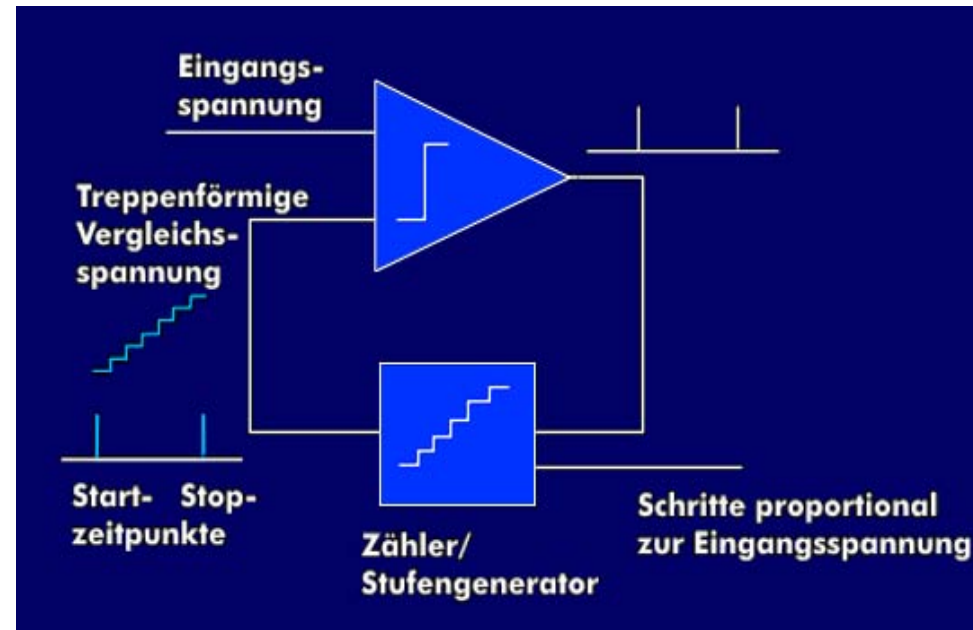 Eingangs-
spannung
Treppenförmige
Vergleichs-
spannung
Start- Stop-
zeitpunkte
Zähler/
Stufengenerator
Schritte proportional
zur Eingangsspannung